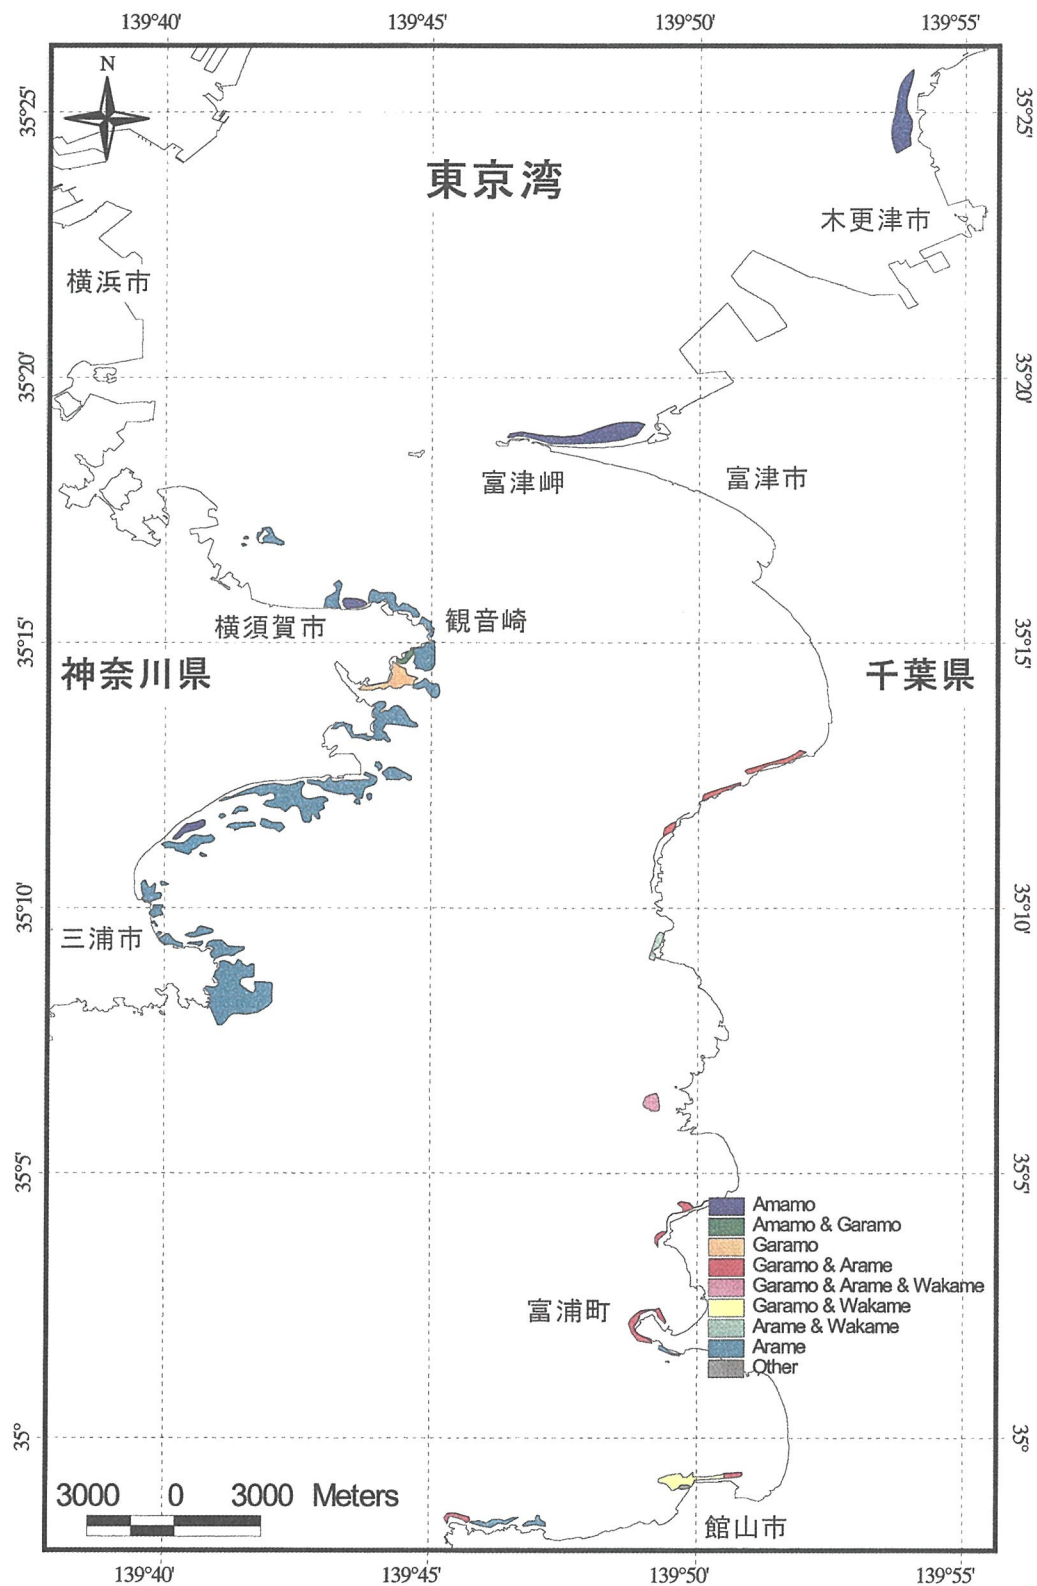 139°40' 139°45' 139°50' 139°55'
N
35°25' 35°25'
東京湾
木更津市
横浜市
35°20' 35°20'
富津岬 富津市
横須賀市 観音崎
35°15' 35°15'
神奈川県 千葉県
35°10' 35°10'
三浦市
35°5' 35°5'
Amamo
Amamo & Garamo
Garamo
Garamo & Arame
Garamo & Arame & Wakame
Garamo & Wakame
Arame & Wakame
Arame
Other
富浦町
35° 35°
3000 0 3000 Meters
館山市
139°40' 139°45' 139°50' 139°55'